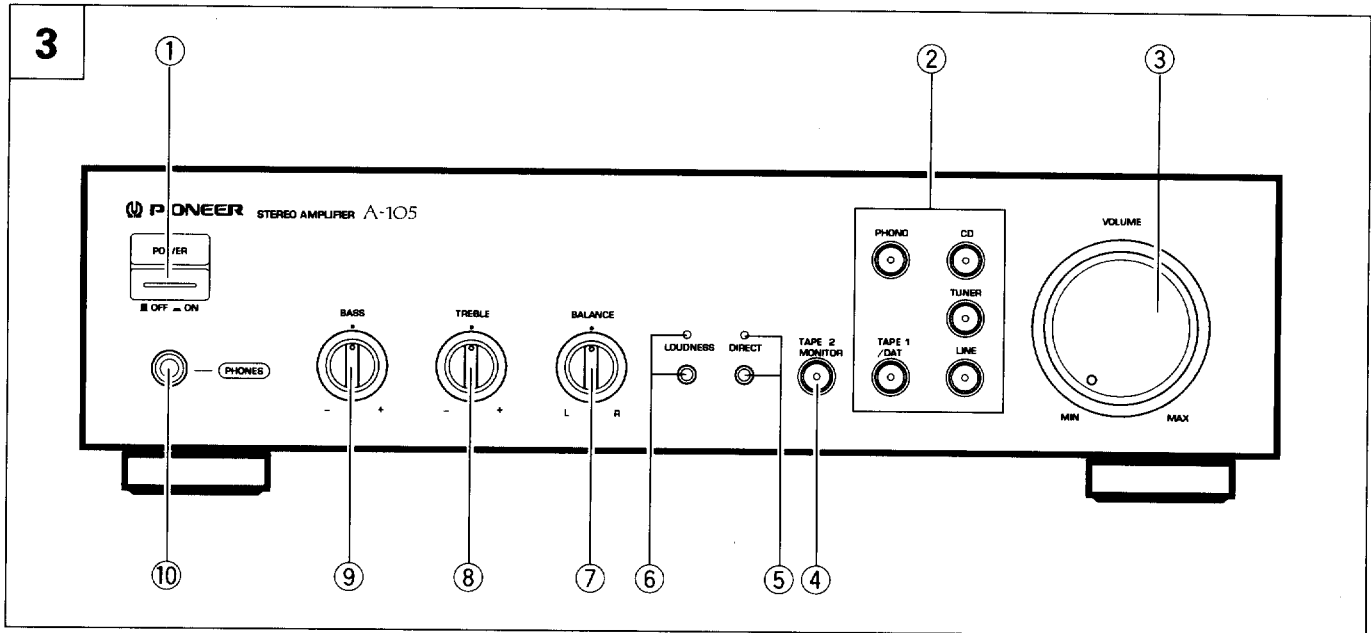 3
① ② ③
PIONEER STEREO AMPLIFIER A-105
POWER
OFF ON
PHONES
BASS
- +
TREBLE
- +
BALANCE
L R
LOUDNESS
DIRECT
TAPE 2
MONITOR
PHONO
CD
TUNER
TAPE 1
/DAT
LINE
VOLUME
MIN MAX
⑩ ⑨ ⑧ ⑦ ⑥ ⑤ ④